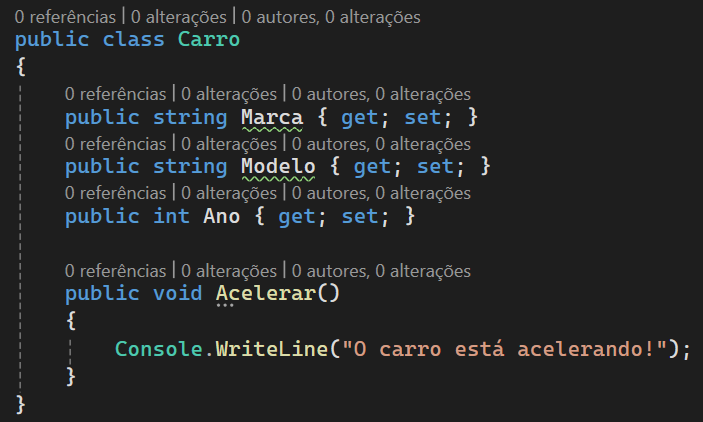 0 referências | 0 alterações | 0 autores, 0 alterações
public class Carro
{
0 referências | 0 alterações | 0 autores, 0 alterações
public string Marca { get; set; }
0 referências | 0 alterações | 0 autores, 0 alterações
public string Modelo { get; set; }
0 referências | 0 alterações | 0 autores, 0 alterações
public int Ano { get; set; }
0 referências | 0 alterações | 0 autores, 0 alterações
public void Acelerar()
{
Console.WriteLine("O carro está acelerando!");
}
}